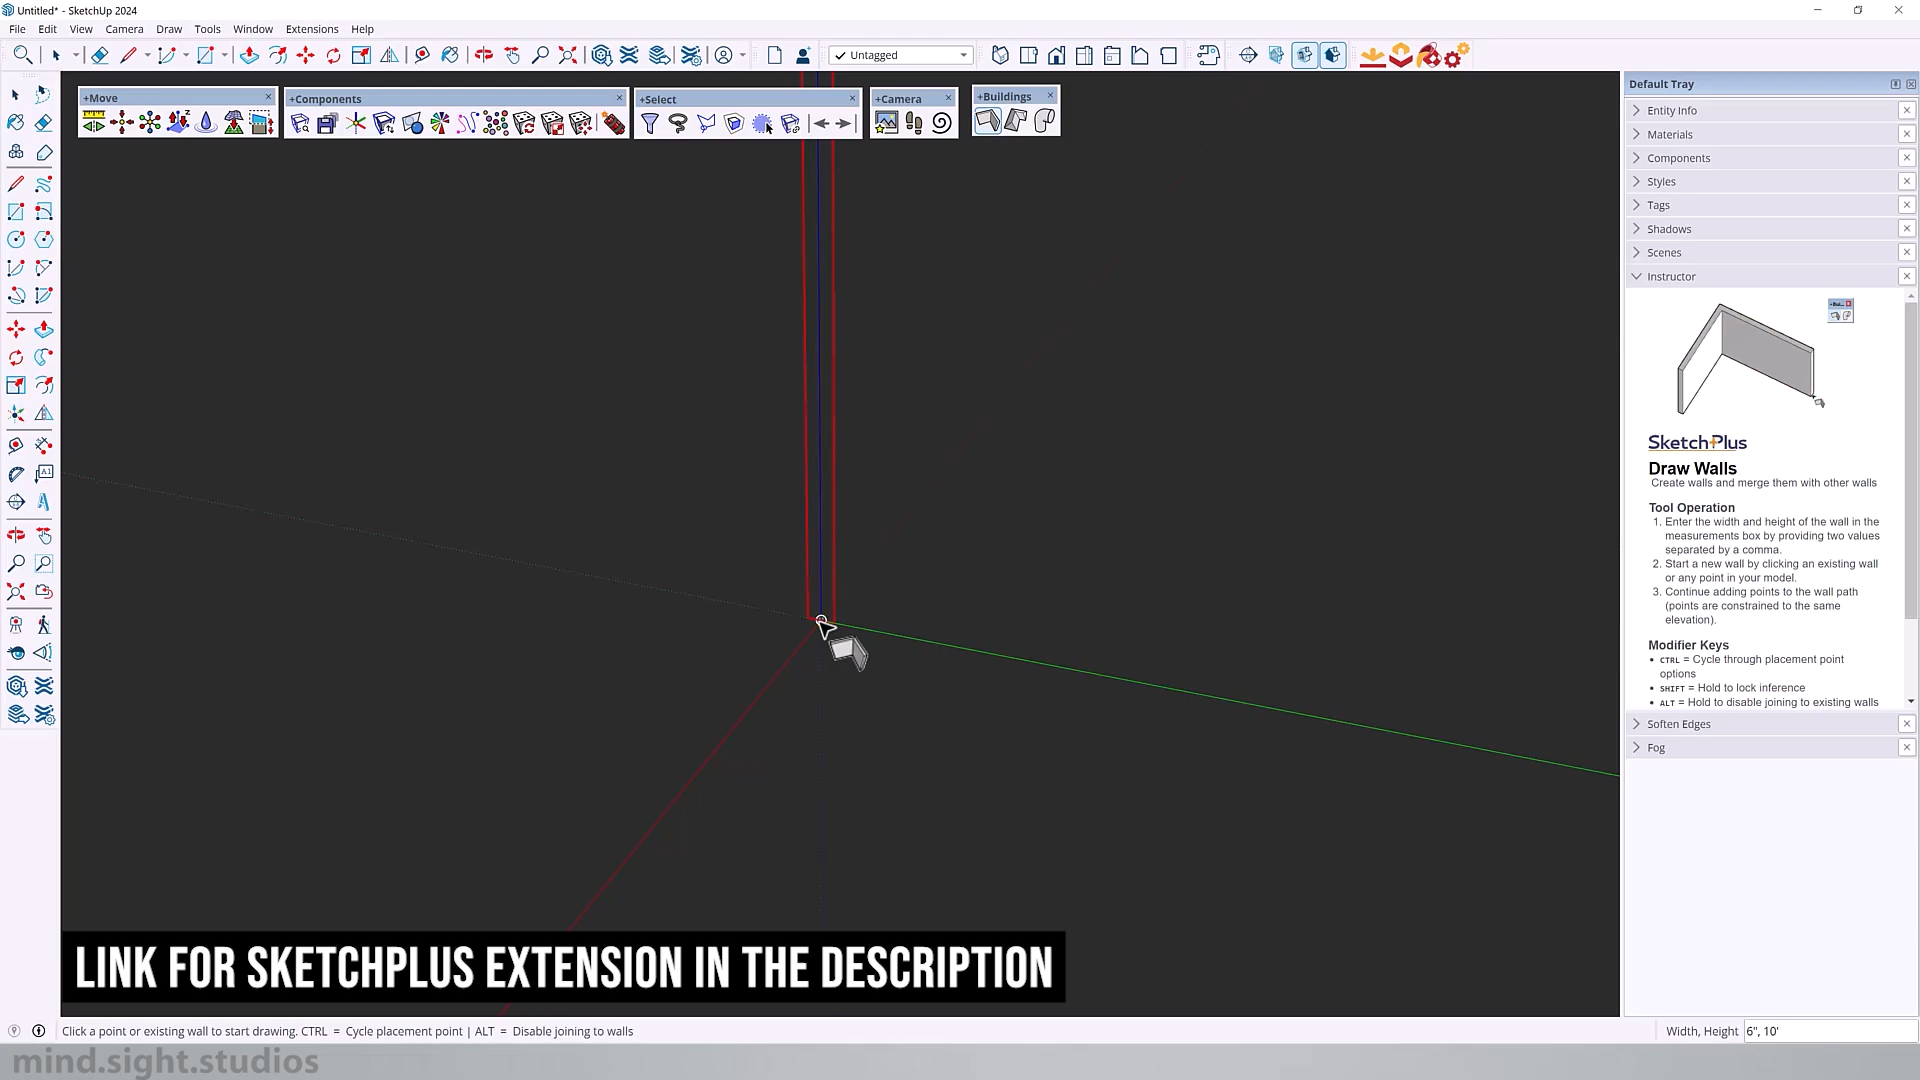 Untitled* - SketchUp 2024
File Edit View Camera Draw Tools Window Extensions Help
Untagged
+Move
+Components
+Select
+Camera
+Buildings
A1
Default Tray
Entity Info
Materials
Components
Styles
Tags
Shadows
Scenes
Instructor
SketchPlus
Draw Walls
Create walls and merge them with other walls
Tool Operation
1. Enter the width and height of the wall in the
measurements box by providing two values
separated by a comma.
2. Start a new wall by clicking an existing wall
or any point in your model.
3. Continue adding points to the wall path
(points are constrained to the same
elevation).
Modifier Keys
• CTRL = Cycle through placement point
options
• SHIFT = Hold to lock inference
• ALT = Hold to disable joining to existing walls
Soften Edges
Fog
LINK FOR SKETCHPLUS EXTENSION IN THE DESCRIPTION
Click a point or existing wall to start drawing. CTRL = Cycle placement point | ALT = Disable joining to walls
Width, Height 6", 10'
mind.sight.studios